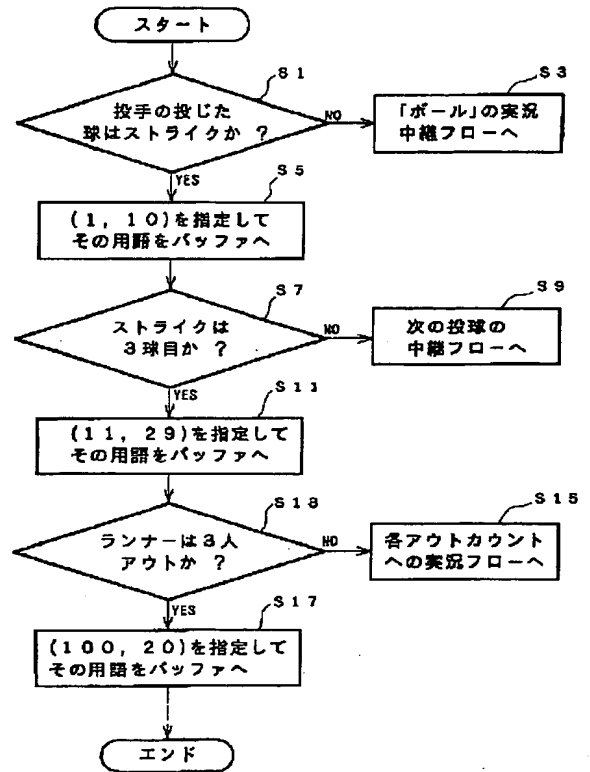 スタート
S1
投手の投じた
球はストライクか ?
NO
S3
「ボール」の実況
中継フローへ
YES
S5
(1, 10)を指定して
その用語をバッファへ
S7
ストライクは
3球目か ?
NO
S9
次の投球の
中継フローへ
YES
S11
(11, 29)を指定して
その用語をバッファへ
S13
ランナーは3人
アウトか ?
NO
S15
各アウトカウント
への実況フローへ
YES
S17
(100, 20)を指定して
その用語をバッファへ
エンド